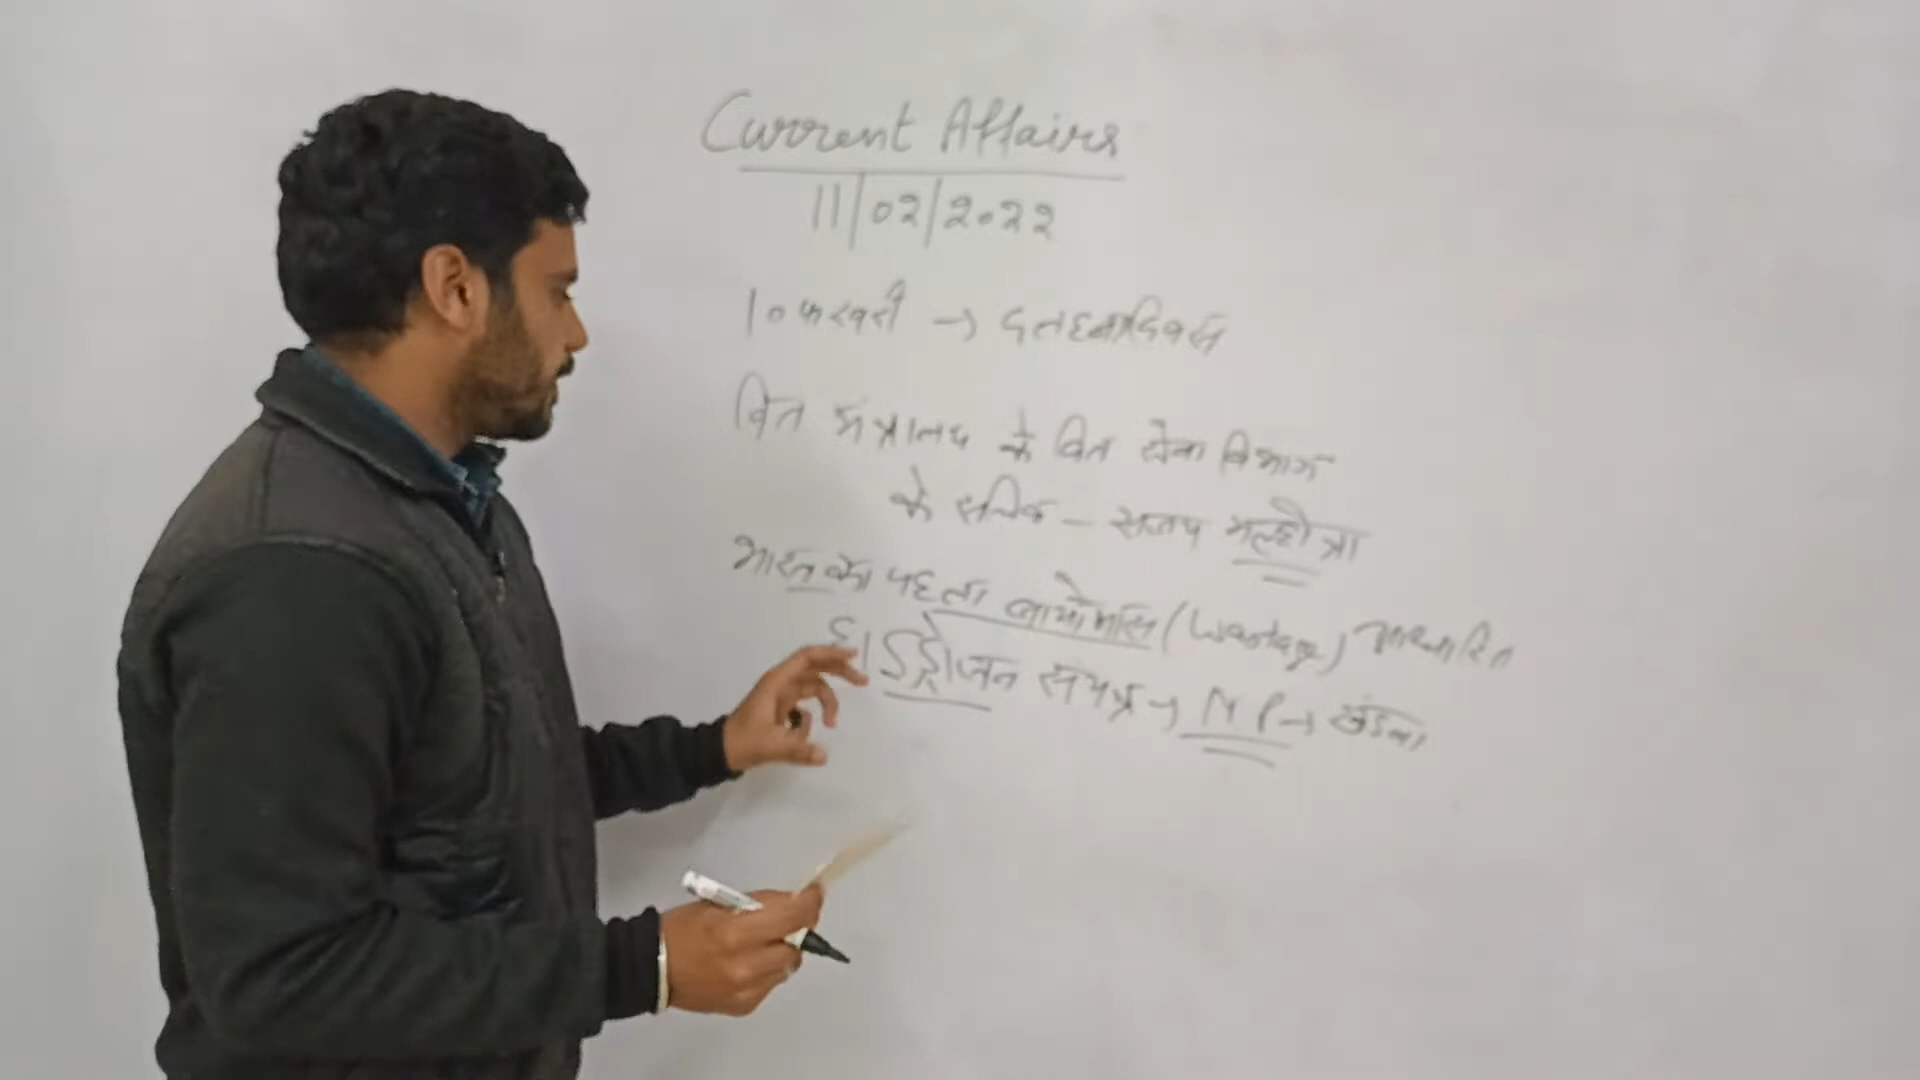 Current Affairs
11/02/2022
10 फरवरी → दलहन दिवस
वित मंत्रालय के वित सेवा विभाग
के सचिव - संजय मल्होत्रा
भारत का पहला बायोमास ( ) आधारित
हाइड्रोजन संयंत्र → MP → खंडवा